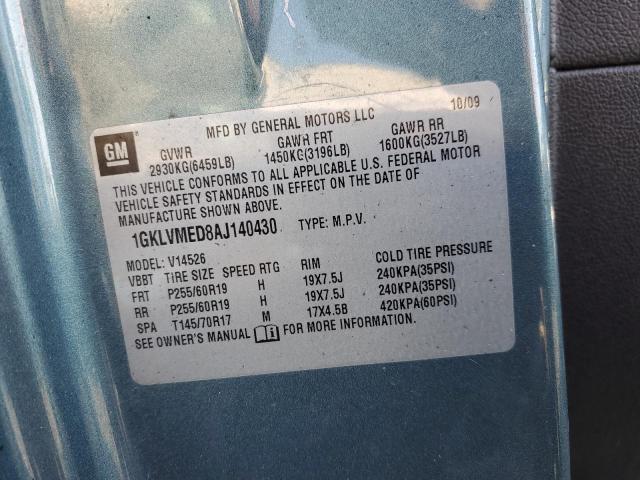 MFD BY GENERAL MOTORS LLC 10/09
GM
GVWR GAWR FRT GAWR RR
2930KG(6459LB) 1450KG(3196LB) 1600KG(3527LB)
THIS VEHICLE CONFORMS TO ALL APPLICABLE U.S. FEDERAL MOTOR
VEHICLE SAFETY STANDARDS IN EFFECT ON THE DATE OF
MANUFACTURE SHOWN ABOVE.
1GKLVMED8AJ140430 TYPE: M.P.V.
MODEL: V14526
VBBT TIRE SIZE SPEED RTG RIM COLD TIRE PRESSURE
FRT P255/60R19 H 19X7.5J 240KPA(35PSI)
RR P255/60R19 H 19X7.5J 240KPA(35PSI)
SPA T145/70R17 M 17X4.5B 420KPA(60PSI)
SEE OWNER'S MANUAL FOR MORE INFORMATION.